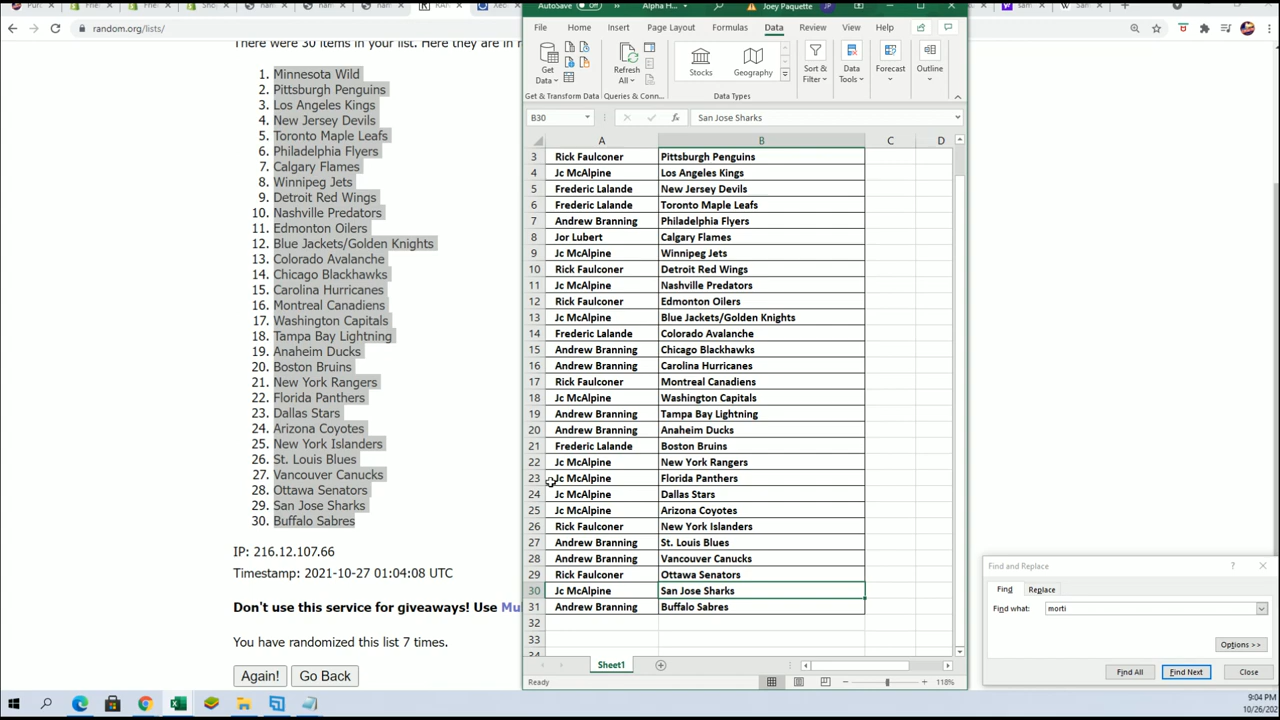 AutoSave Off Alpha H... Joey Paquette JP
random.org/lists/
File Home Insert Page Layout Formulas Data Review View Help
There were 30 items in your list. Here they are in r
1. Minnesota Wild
2. Pittsburgh Penguins
3. Los Angeles Kings
4. New Jersey Devils
5. Toronto Maple Leafs
6. Philadelphia Flyers
7. Calgary Flames
8. Winnipeg Jets
9. Detroit Red Wings
10. Nashville Predators
11. Edmonton Oilers
12. Blue Jackets/Golden Knights
13. Colorado Avalanche
14. Chicago Blackhawks
15. Carolina Hurricanes
16. Montreal Canadiens
17. Washington Capitals
18. Tampa Bay Lightning
19. Anaheim Ducks
20. Boston Bruins
21. New York Rangers
22. Florida Panthers
23. Dallas Stars
24. Arizona Coyotes
25. New York Islanders
26. St. Louis Blues
27. Vancouver Canucks
28. Ottawa Senators
29. San Jose Sharks
30. Buffalo Sabres
IP: 216.12.107.66
Timestamp: 2021-10-27 01:04:08 UTC
Don't use this service for giveaways! Use Mu
You have randomized this list 7 times.
Again! Go Back
Get Data
Refresh All
Stocks
Geography
Sort & Filter
Data Tools
Forecast
Outline
Get & Transform Data Queries & Conn... Data Types
B30 fx San Jose Sharks
A B C D
3 Rick Faulconer Pittsburgh Penguins
4 Jc McAlpine Los Angeles Kings
5 Frederic Lalande New Jersey Devils
6 Frederic Lalande Toronto Maple Leafs
7 Andrew Branning Philadelphia Flyers
8 Jor Lubert Calgary Flames
9 Jc McAlpine Winnipeg Jets
10 Rick Faulconer Detroit Red Wings
11 Jc McAlpine Nashville Predators
12 Rick Faulconer Edmonton Oilers
13 Jc McAlpine Blue Jackets/Golden Knights
14 Frederic Lalande Colorado Avalanche
15 Andrew Branning Chicago Blackhawks
16 Andrew Branning Carolina Hurricanes
17 Rick Faulconer Montreal Canadiens
18 Jc McAlpine Washington Capitals
19 Andrew Branning Tampa Bay Lightning
20 Andrew Branning Anaheim Ducks
21 Frederic Lalande Boston Bruins
22 Jc McAlpine New York Rangers
23 Jc McAlpine Florida Panthers
24 Jc McAlpine Dallas Stars
25 Jc McAlpine Arizona Coyotes
26 Rick Faulconer New York Islanders
27 Andrew Branning St. Louis Blues
28 Andrew Branning Vancouver Canucks
29 Rick Faulconer Ottawa Senators
30 Jc McAlpine San Jose Sharks
31 Andrew Branning Buffalo Sabres
32
33
34
Sheet1
Ready 118%
Find and Replace
Find Replace
Find what: morti
Options >>
Find All Find Next Close
9:04 PM
10/26/202